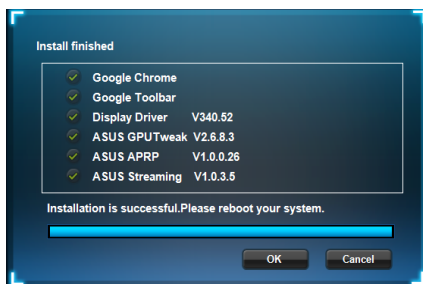 Install finished
Google Chrome
Google Toolbar
Display Driver V340.52
ASUS GPUTweak V2.6.8.3
ASUS APRP V1.0.0.26
ASUS Streaming V1.0.3.5
Installation is successful.Please reboot your system.
OK Cancel